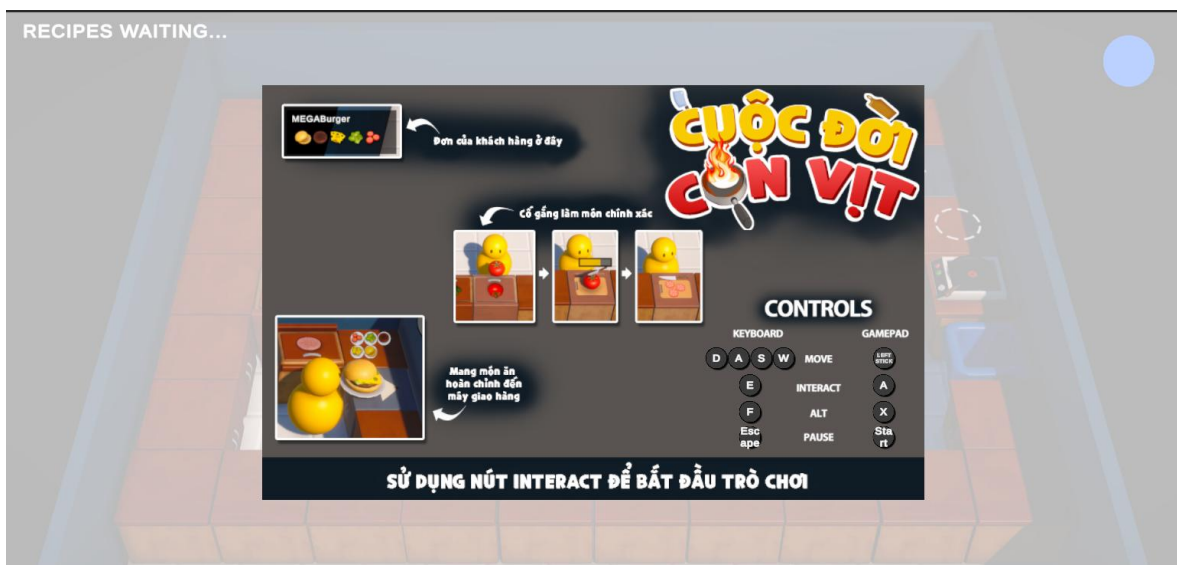 RECIPES WAITING...
MEGABurger
Đơn của khách hàng ở đây
CUỘC ĐỜI
CON VỊT
Cố gắng làm món chính xác
Mang món ăn
hoàn chỉnh đến
máy giao hàng
CONTROLS
KEYBOARD GAMEPAD
D A S W MOVE LEFT STICK
E INTERACT A
F ALT X
Esc
ape PAUSE Sta
rt
SỬ DỤNG NÚT INTERACT ĐỂ BẮT ĐẦU TRÒ CHƠI